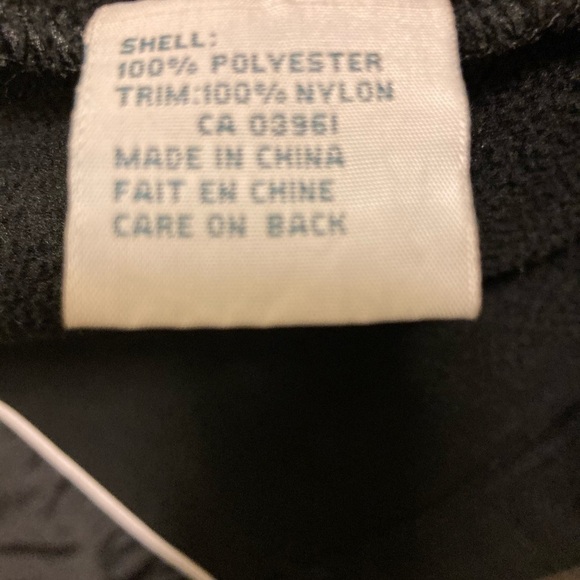 SHELL:
100% POLYESTER
TRIM:100% NYLON
CA 03961
MADE IN CHINA
FAIT EN CHINE
CARE ON BACK